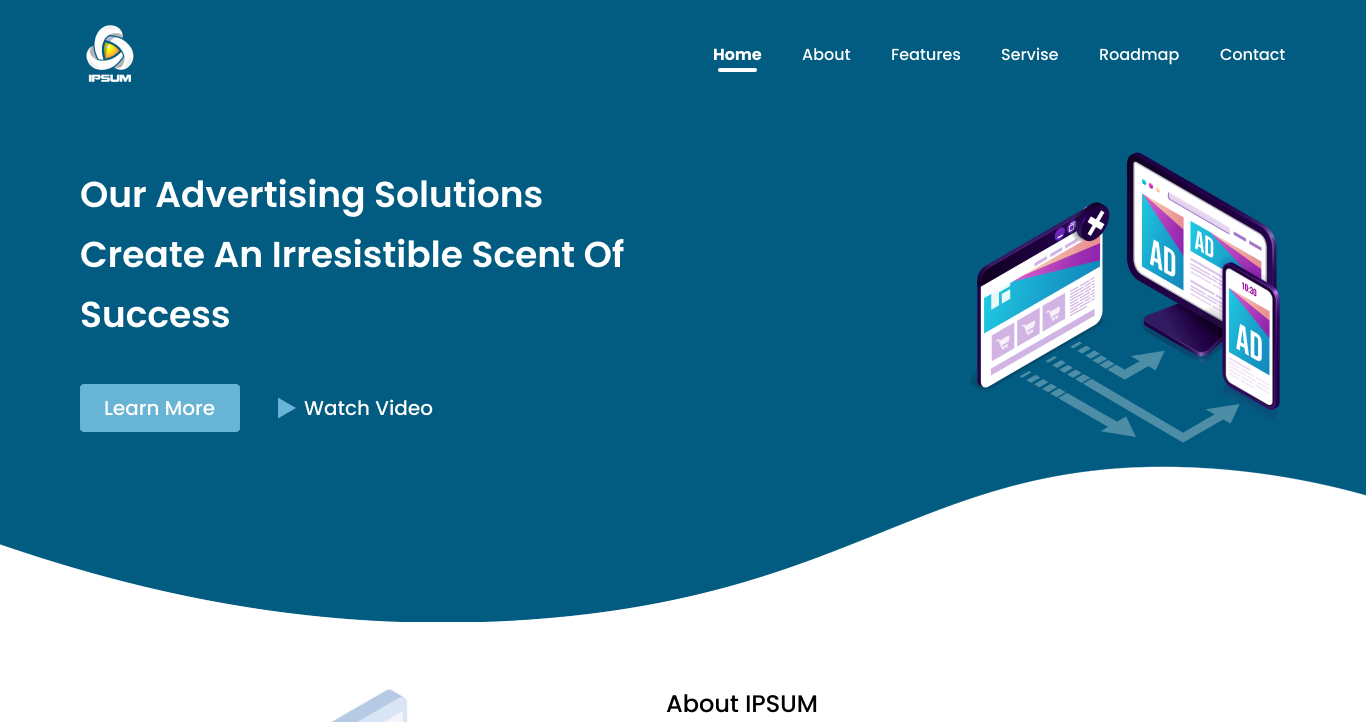 IPSUM
Home About Features Servise Roadmap Contact
Our Advertising Solutions
Create An Irresistible Scent Of
Success
Learn More
Watch Video
AD
AD
10:30
AD
About IPSUM